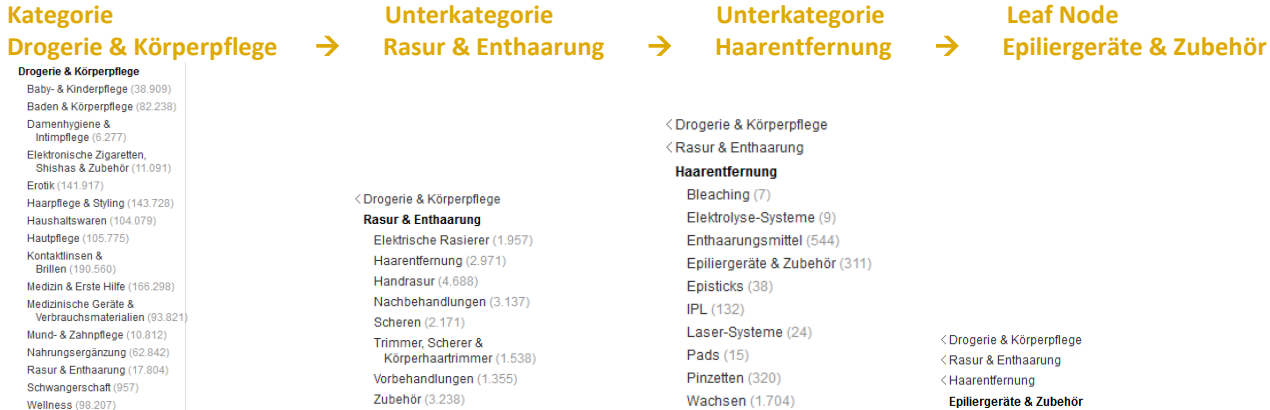 Kategorie
Drogerie & Körperpflege
→
Unterkategorie
Rasur & Enthaarung
→
Unterkategorie
Haarentfernung
→
Leaf Node
Epiliergeräte & Zubehör
Drogerie & Körperpflege
Baby- & Kinderpflege (38.909)
Baden & Körperpflege (82.238)
Damenhygiene &
Intimpflege (6.277)
Elektronische Zigaretten,
Shishas & Zubehör (11.091)
Erotik (141.917)
Haarpflege & Styling (143.728)
Haushaltswaren (104.079)
Hautpflege (105.775)
Kontaktlinsen &
Brillen (190.560)
Medizin & Erste Hilfe (166.298)
Medizinische Geräte &
Verbrauchsmaterialien (93.821)
Mund- & Zahnpflege (10.812)
Nahrungsergänzung (62.842)
Rasur & Enthaarung (17.804)
Schwangerschaft (957)
Wellness (98.207)
< Drogerie & Körperpflege
Rasur & Enthaarung
Elektrische Rasierer (1.957)
Haarentfernung (2.971)
Handrasur (4.688)
Nachbehandlungen (3.137)
Scheren (2.171)
Trimmer, Scherer &
Körperhaartrimmer (1.538)
Vorbehandlungen (1.355)
Zubehör (3.238)
< Drogerie & Körperpflege
< Rasur & Enthaarung
Haarentfernung
Bleaching (7)
Elektrolyse-Systeme (9)
Enthaarungsmittel (544)
Epiliergeräte & Zubehör (311)
Episticks (38)
IPL (132)
Laser-Systeme (24)
Pads (15)
Pinzetten (320)
Wachsen (1.704)
< Drogerie & Körperpflege
< Rasur & Enthaarung
< Haarentfernung
Epiliergeräte & Zubehör